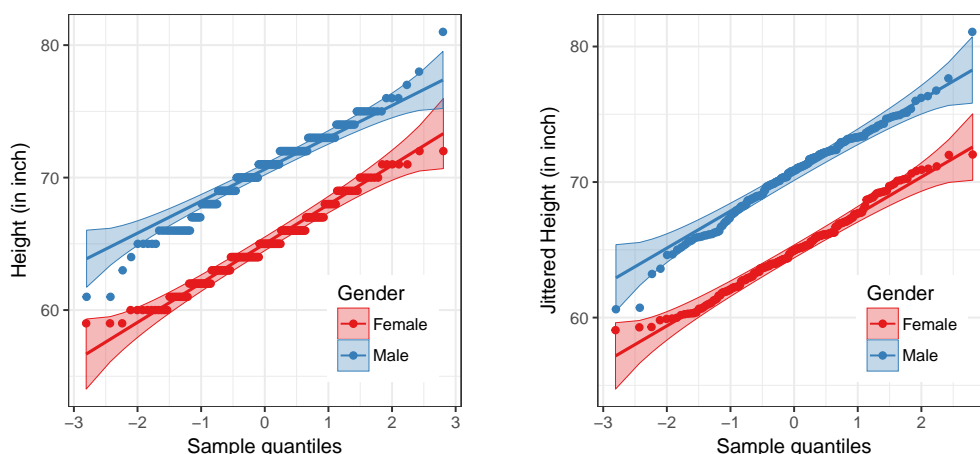 80
70
60
Height (in inch)
−3 −2 −1 0 1 2 3
Sample quantiles
Gender
Female
Male
80
70
60
Jittered Height (in inch)
−3 −2 −1 0 1 2
Sample quantiles
Gender
Female
Male